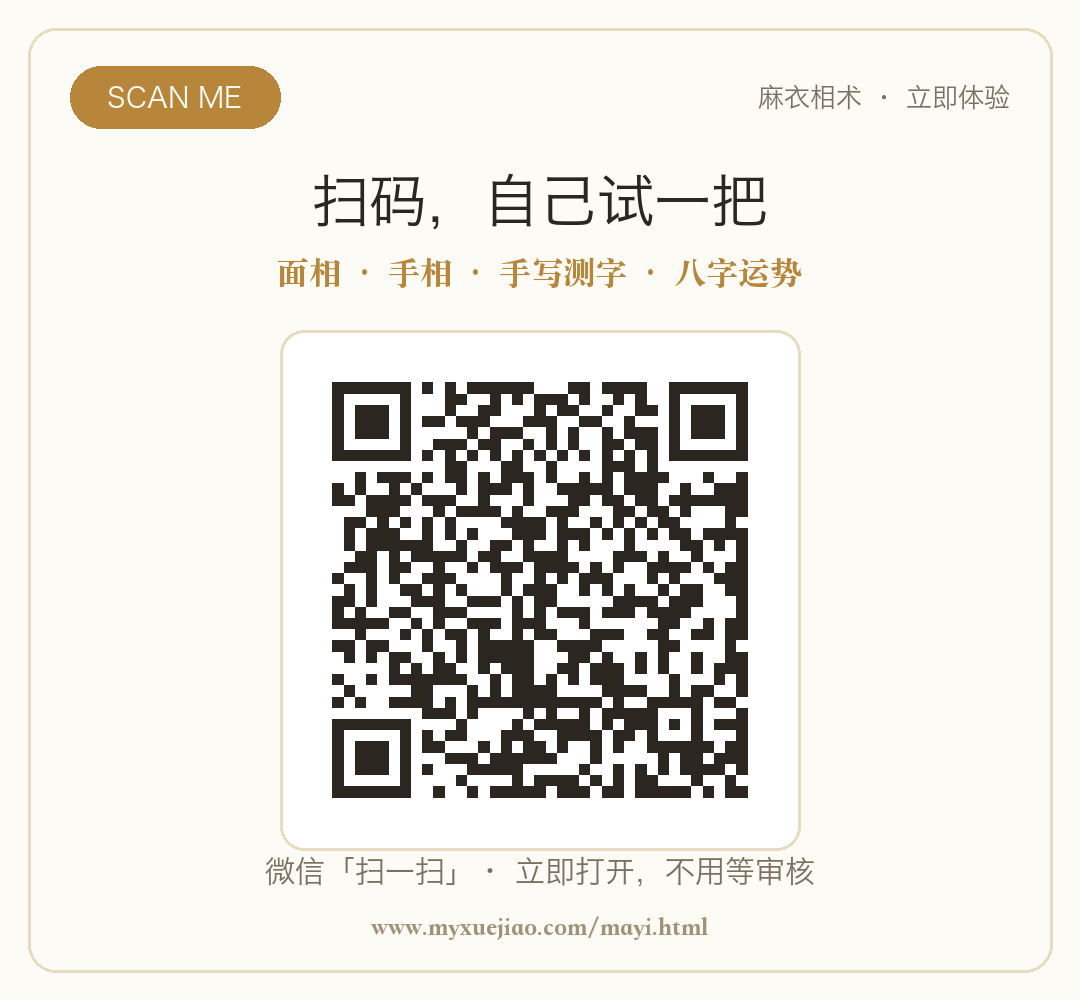 SCAN ME
麻衣相术 · 立即体验
扫码，自己试一把
面相 · 手相 · 手写测字 · 八字运势
微信「扫一扫」 · 立即打开，不用等审核
www.myxuejiao.com/mayi.html